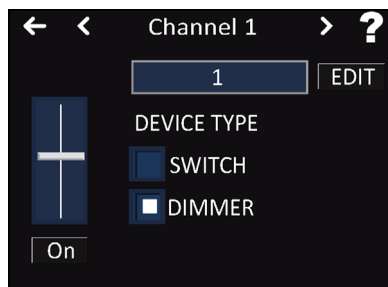 Channel 1 ?
1 EDIT
DEVICE TYPE
SWITCH
DIMMER
On